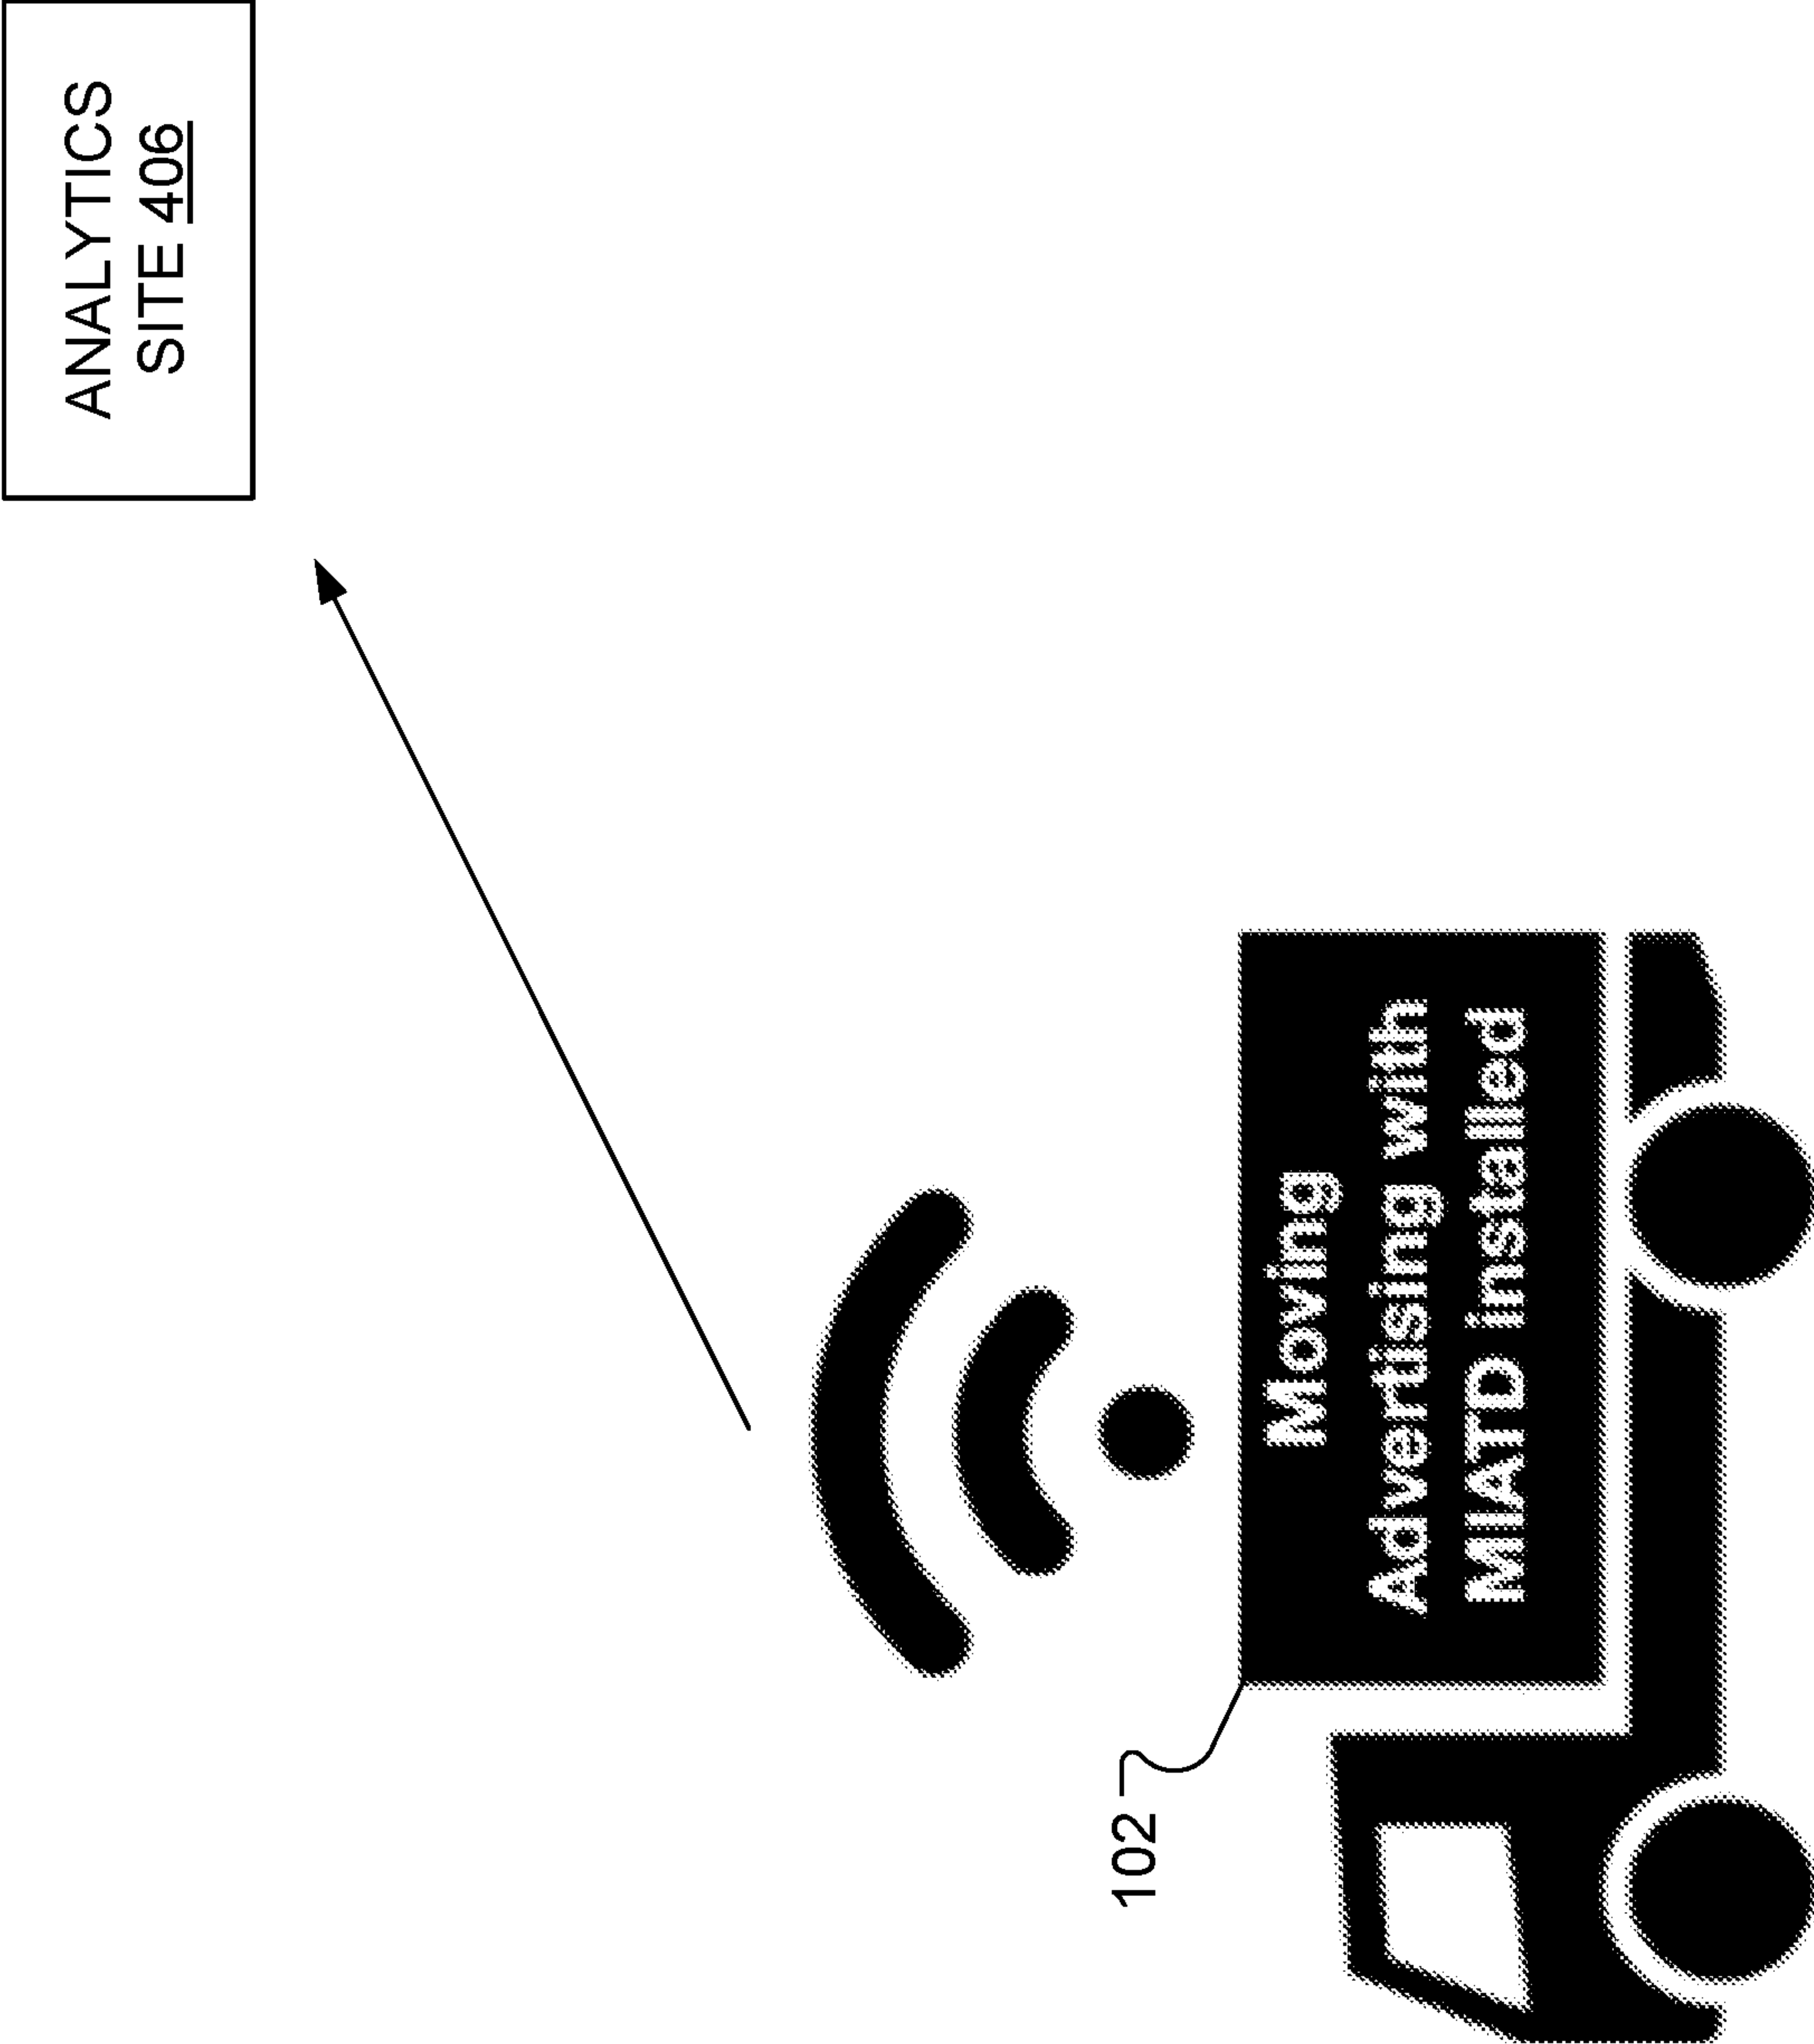 ANALYTICS
SITE 406
102
Moving
Advertising with
MIATD Installed